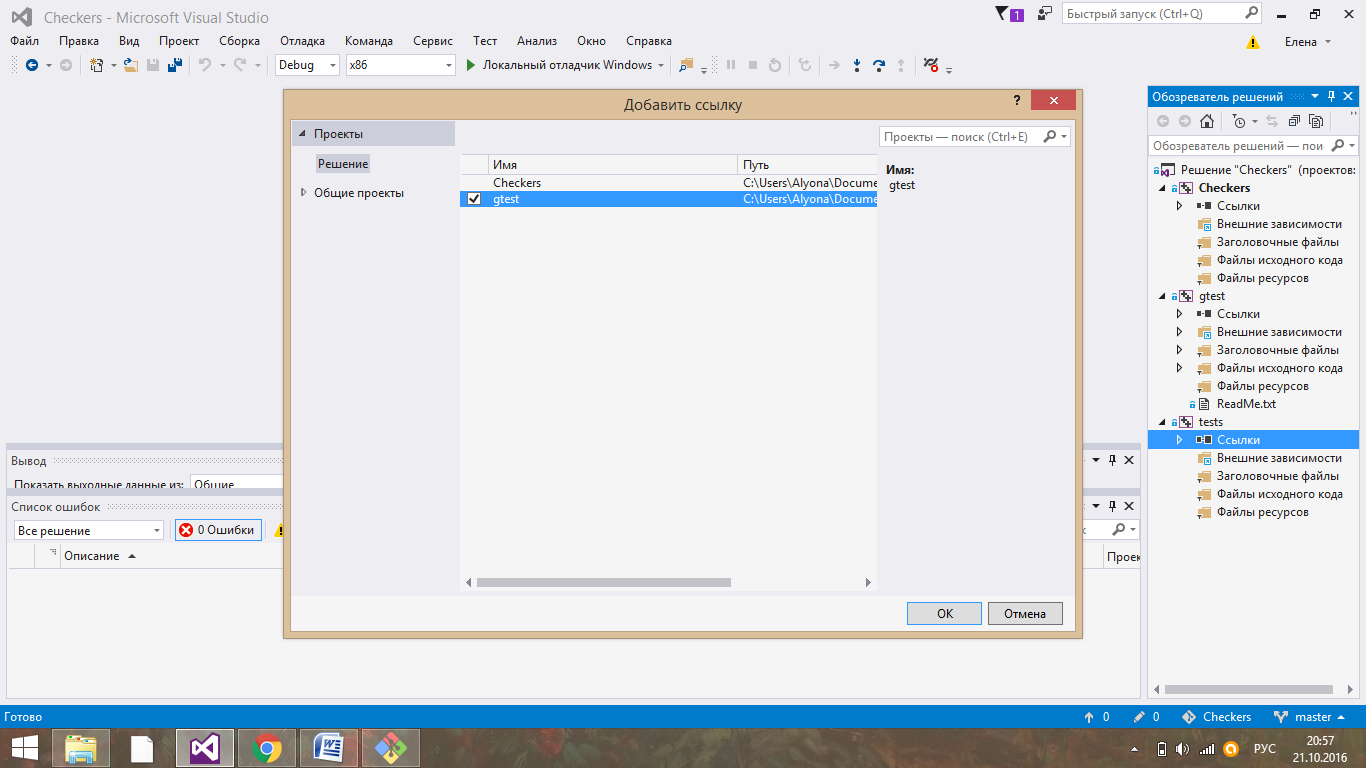 Checkers - Microsoft Visual Studio
1
Быстрый запуск (Ctrl+Q)
Файл Правка Вид Проект Сборка Отладка Команда Сервис Тест Анализ Окно Справка
Елена
Debug x86 Локальный отладчик Windows
Добавить ссылку
?
Проекты
Решение
Общие проекты
Проекты — поиск (Ctrl+E)
Имя Путь
Checkers C:\Users\Alyona\Docume
gtest C:\Users\Alyona\Docume
Имя:
gtest
OK Отмена
Обозреватель решений
Обозреватель решений — пои
Решение "Checkers" (проектов:
Checkers
Ссылки
Внешние зависимости
Заголовочные файлы
Файлы исходного кода
Файлы ресурсов
gtest
Ссылки
Внешние зависимости
Заголовочные файлы
Файлы исходного кода
Файлы ресурсов
ReadMe.txt
tests
Ссылки
Внешние зависимости
Заголовочные файлы
Файлы исходного кода
Файлы ресурсов
Вывод
Показать выходные данные из: Общие
Список ошибок
Все решение 0 Ошибки
Описание Проек
Готово
0 0 Checkers master
РУС
20:57
21.10.2016